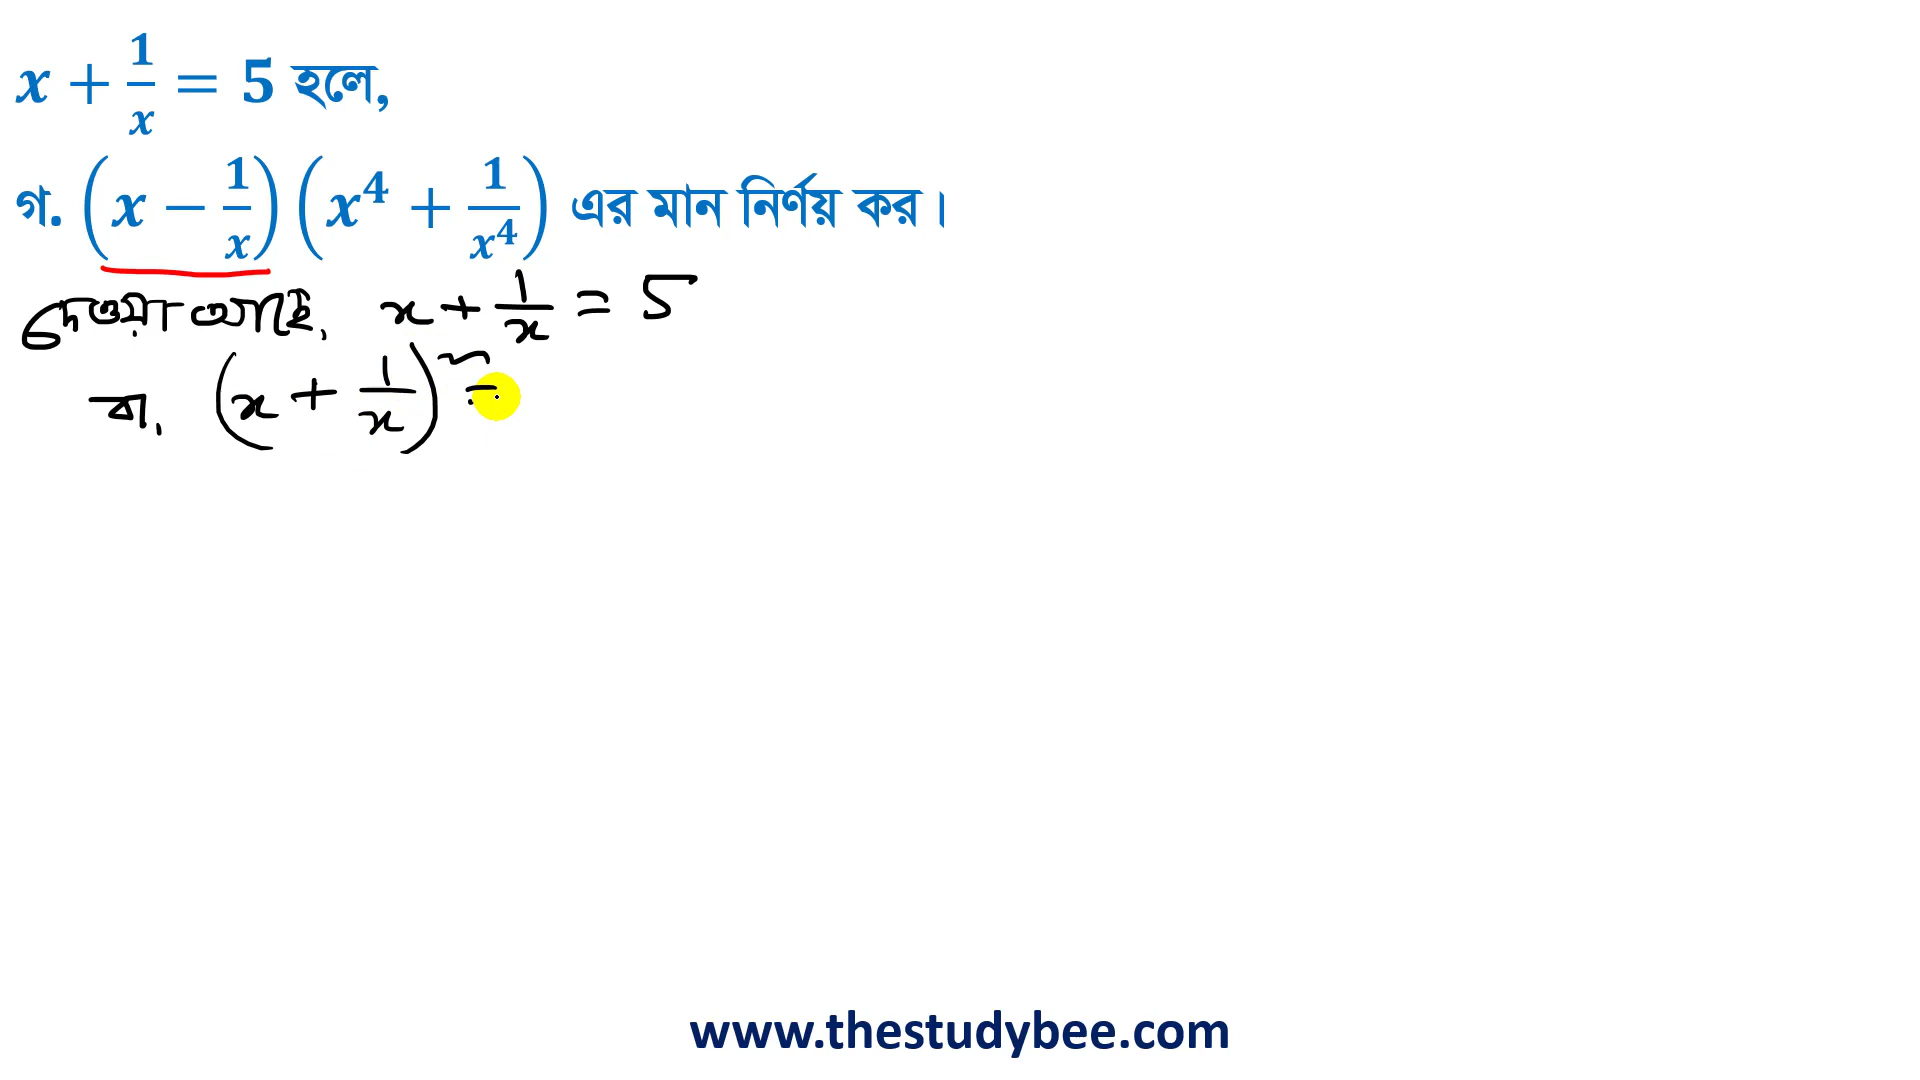 x + 1/x = 5 হলে,
গ. (x − 1/x)(x⁴ + 1/x⁴) এর মান নির্ণয় কর।
দেওয়া আছে, x + 1/x = 5
বা, (x + 1/x)² =
www.thestudybee.com